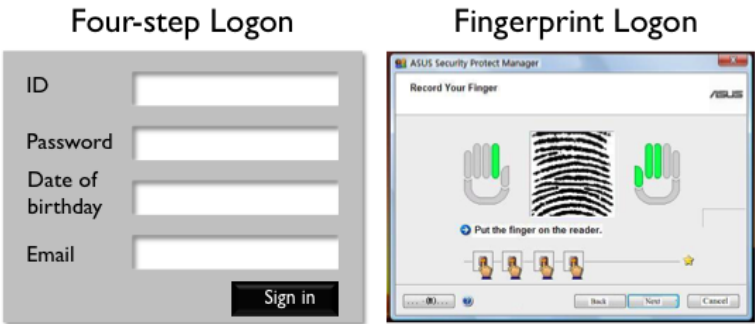 Four-step Logon
ID
Password
Date of
birthday
Email
Sign in
Fingerprint Logon
ASUS Security Protect Manager
Record Your Finger
ASUS
Put the finger on the reader.
Back
Next
Cancel